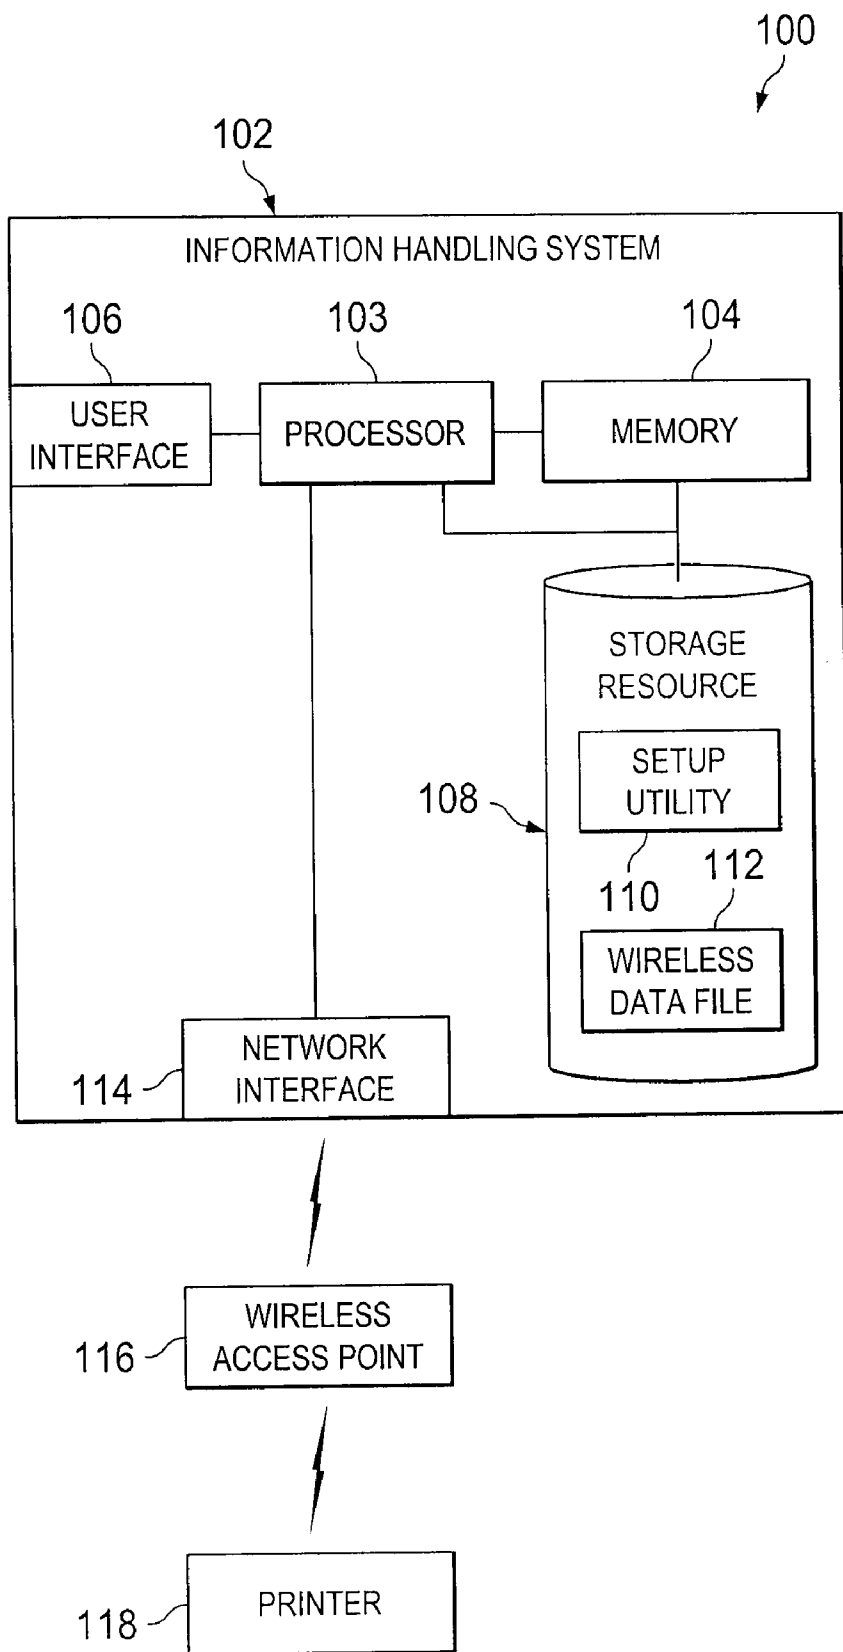 100
102
INFORMATION HANDLING SYSTEM
106
103
104
USER
INTERFACE
PROCESSOR
MEMORY
STORAGE
RESOURCE
SETUP
UTILITY
108
110
112
WIRELESS
DATA FILE
NETWORK
INTERFACE
114
WIRELESS
ACCESS POINT
116
PRINTER
118